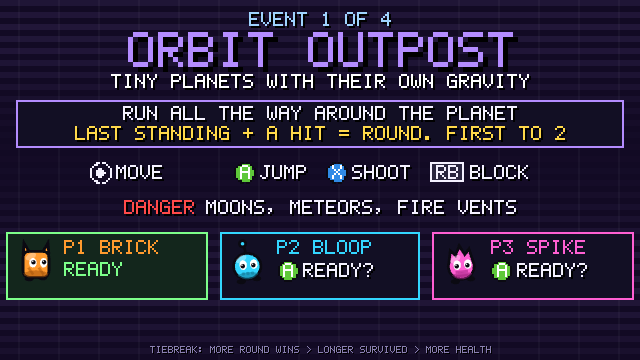 EVENT 1 OF 4
ORBIT OUTPOST
TINY PLANETS WITH THEIR OWN GRAVITY
RUN ALL THE WAY AROUND THE PLANET
LAST STANDING + A HIT = ROUND. FIRST TO 2
MOVE A JUMP X SHOOT RB BLOCK
DANGER MOONS, METEORS, FIRE VENTS
P1 BRICK
READY
P2 BLOOP
A READY?
P3 SPIKE
A READY?
TIEBREAK: MORE ROUND WINS > LONGER SURVIVED > MORE HEALTH